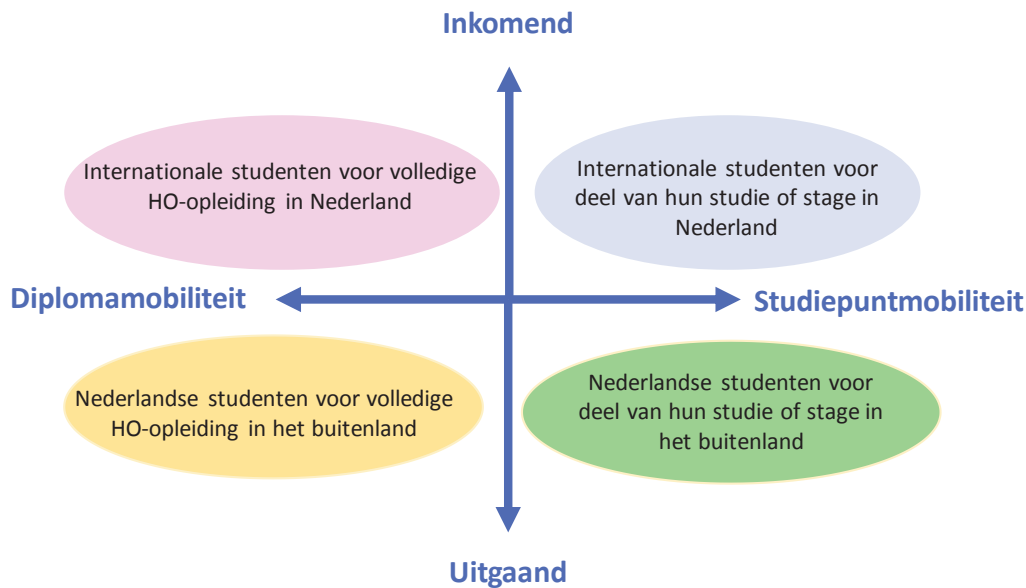 Inkomend
Internationale studenten voor volledige
HO-opleiding in Nederland
Internationale studenten voor
deel van hun studie of stage in
Nederland
Diplomamobiliteit
Studiepuntmobiliteit
Nederlandse studenten voor volledige
HO-opleiding in het buitenland
Nederlandse studenten voor
deel van hun studie of stage in
het buitenland
Uitgaand